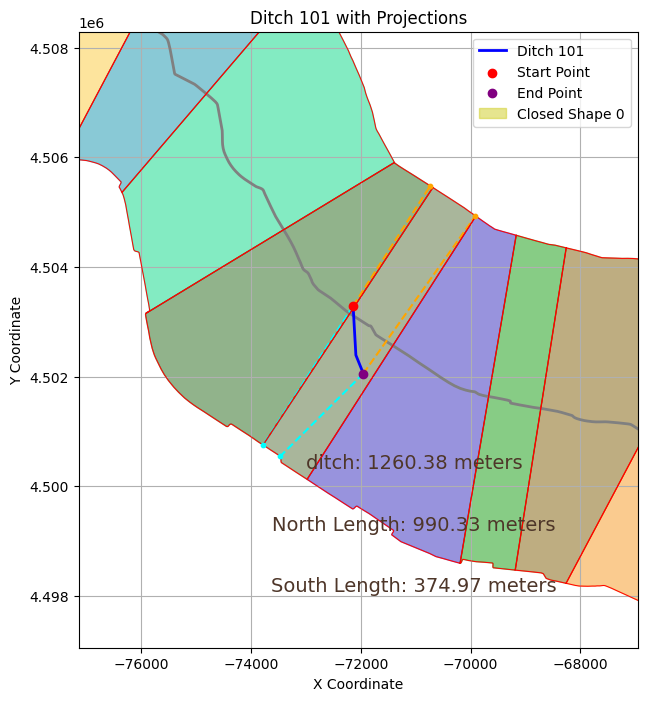 Ditch 101 with Projections
1e6
Ditch 101
Start Point
End Point
Closed Shape 0
4.508
4.506
4.504
4.502
4.500
4.498
Y Coordinate
ditch: 1260.38 meters
North Length: 990.33 meters
South Length: 374.97 meters
−76000 −74000 −72000 −70000 −68000
X Coordinate